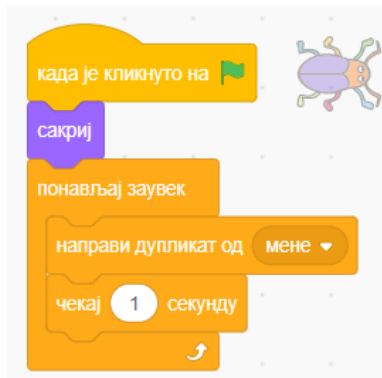 када је кликнуто на
сакриј
понављај заувек
направи дупликат од мене
чекај 1 секунду